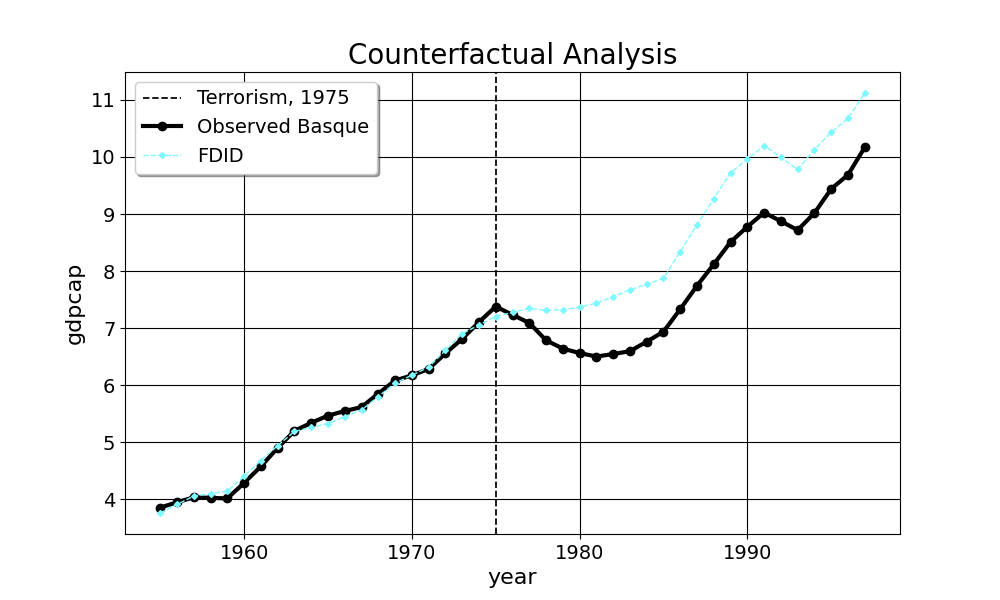 Counterfactual Analysis
Terrorism, 1975
Observed Basque
FDID
gdpcap
11
10
9
8
7
6
5
4
1960 1970 1980 1990
year